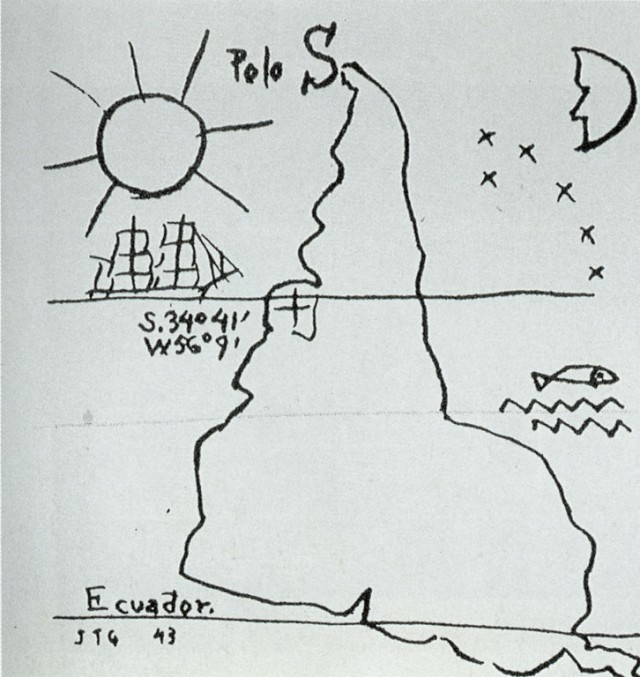 Polo S.
S. 34° 41'
W 56° 9'
Ecuador.
JTG 43